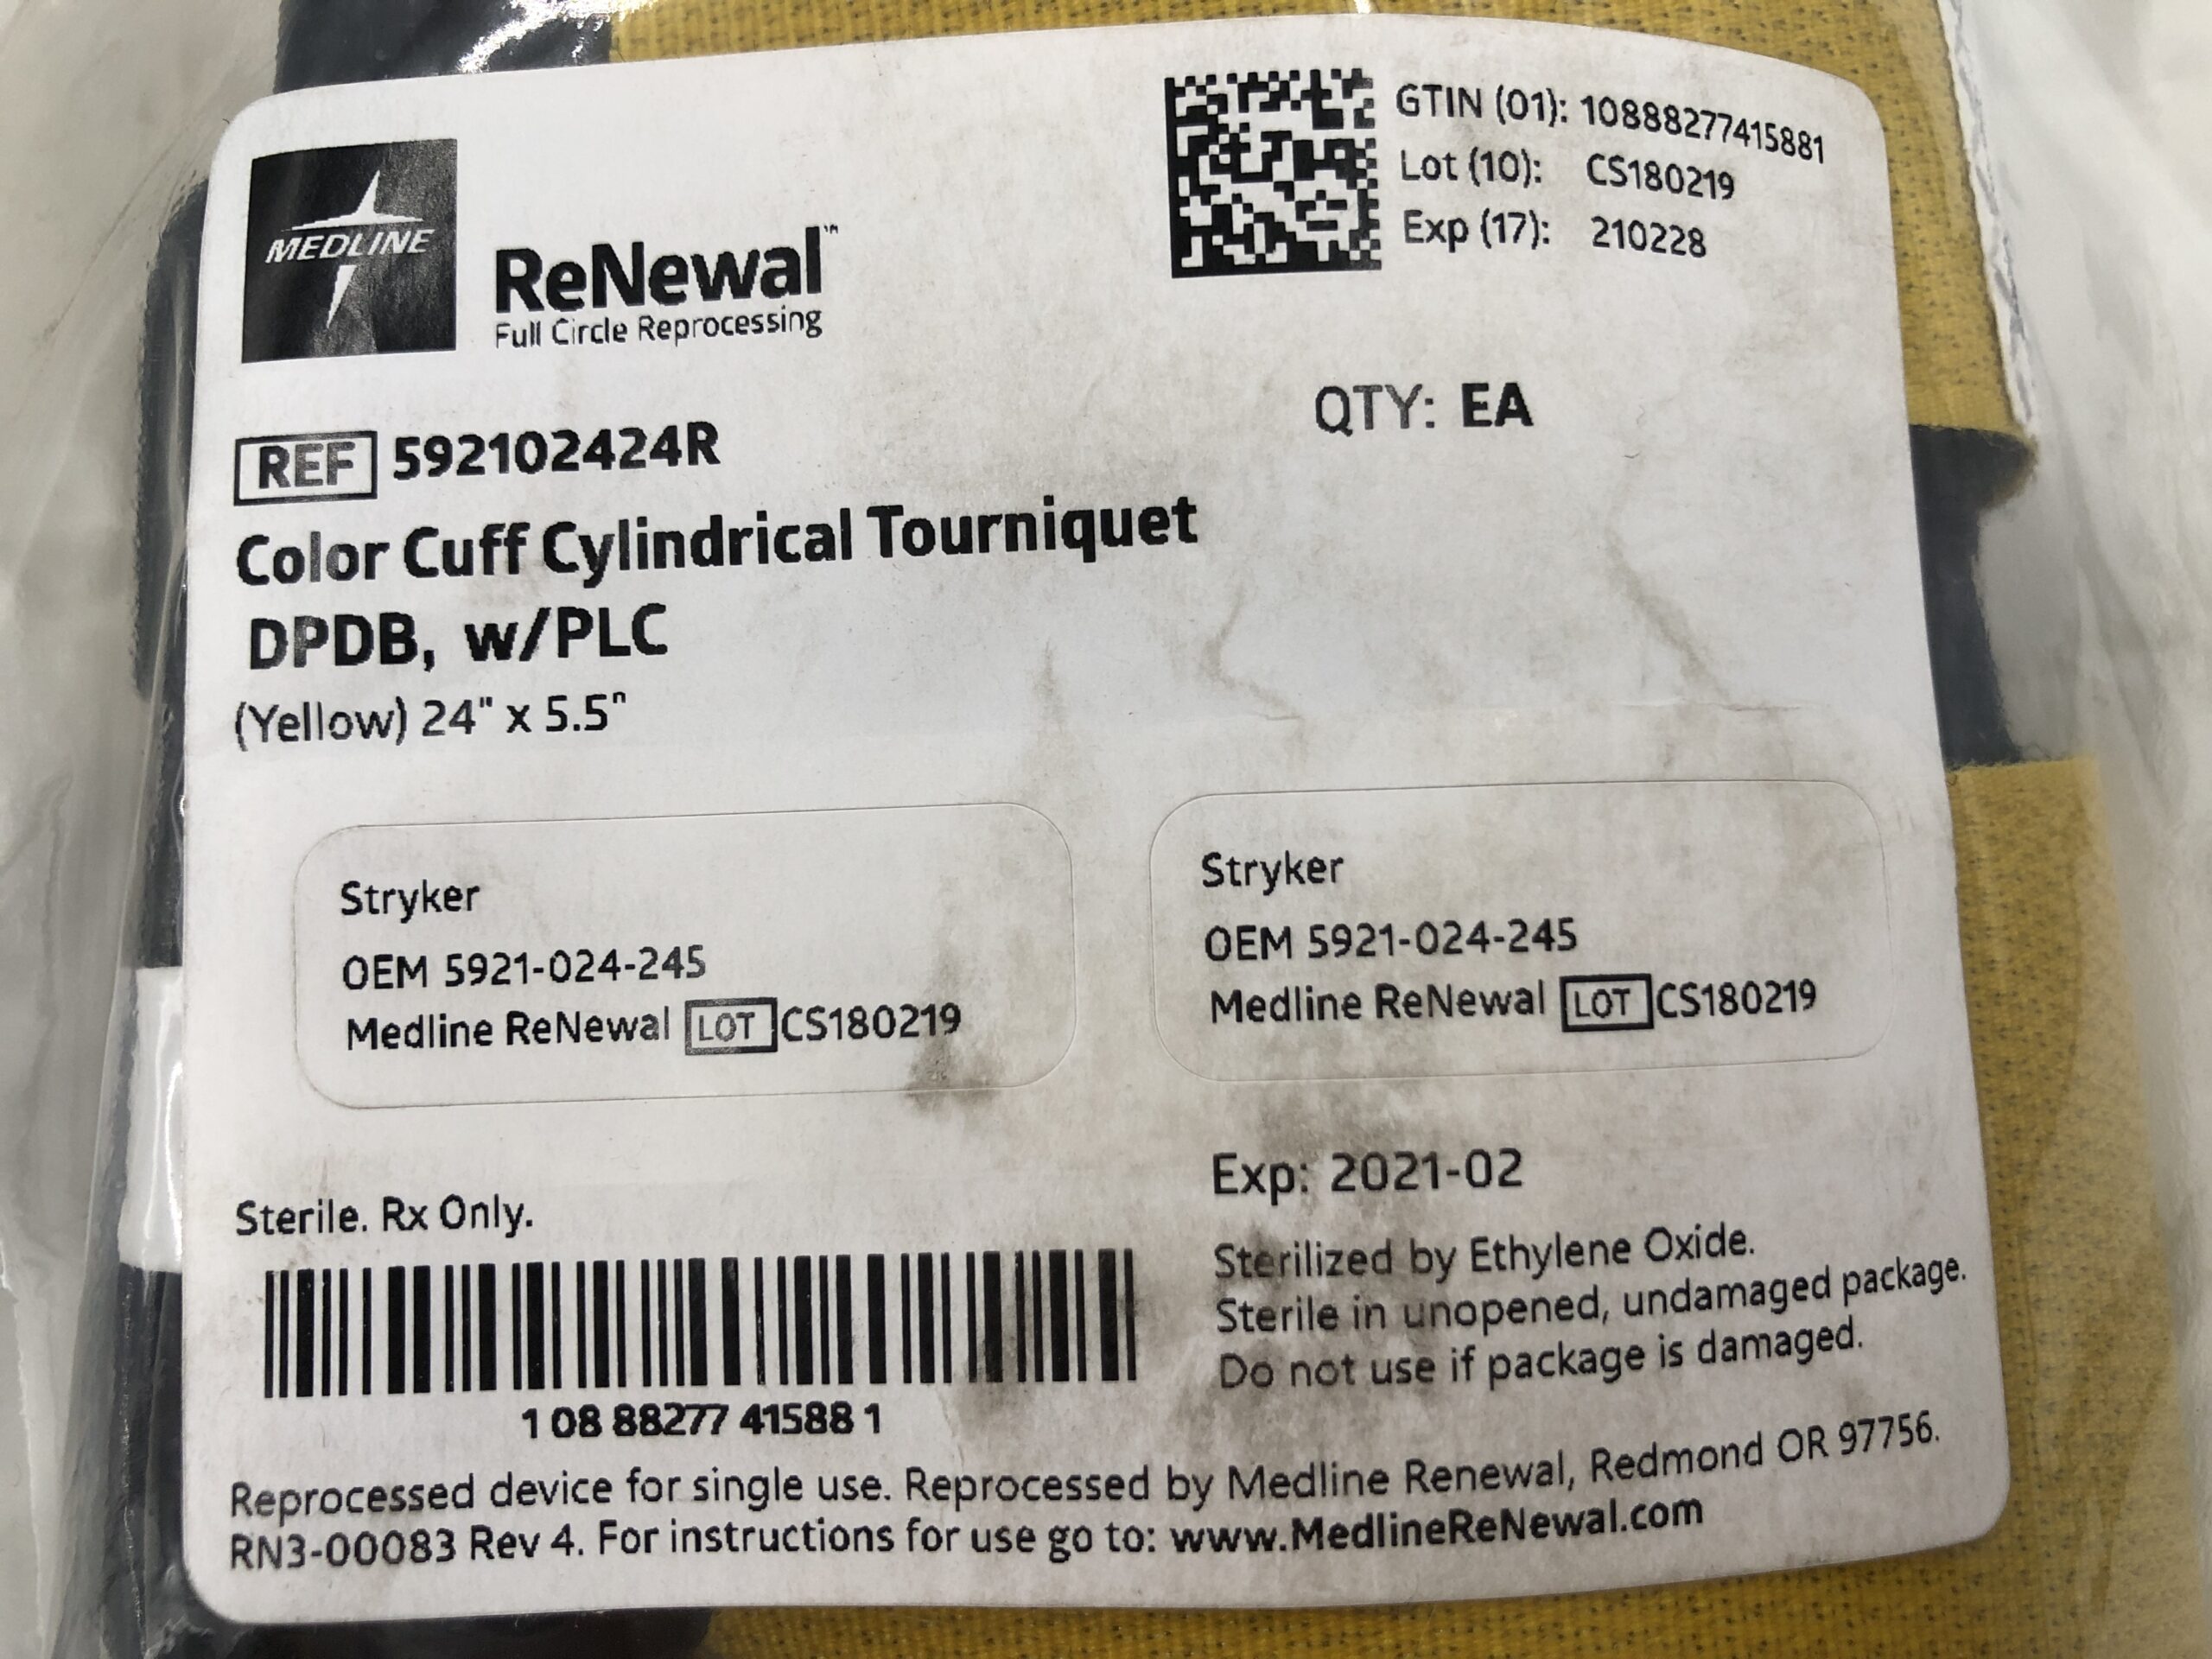 MEDLINE
ReNewal™
Full Circle Reprocessing
GTIN (01): 10888277415881
Lot (10): CS180219
Exp (17): 210228
QTY: EA
REF 592102424R
Color Cuff Cylindrical Tourniquet
DPDB, w/PLC
(Yellow) 24" x 5.5"
Stryker
OEM 5921-024-245
Medline ReNewal LOT CS180219
Stryker
OEM 5921-024-245
Medline ReNewal LOT CS180219
Sterile. Rx Only.
1 08 88277 41588 1
Exp: 2021-02
Sterilized by Ethylene Oxide.
Sterile in unopened, undamaged package.
Do not use if package is damaged.
Reprocessed device for single use. Reprocessed by Medline Renewal, Redmond OR 97756.
RN3-00083 Rev 4. For instructions for use go to: www.MedlineReNewal.com